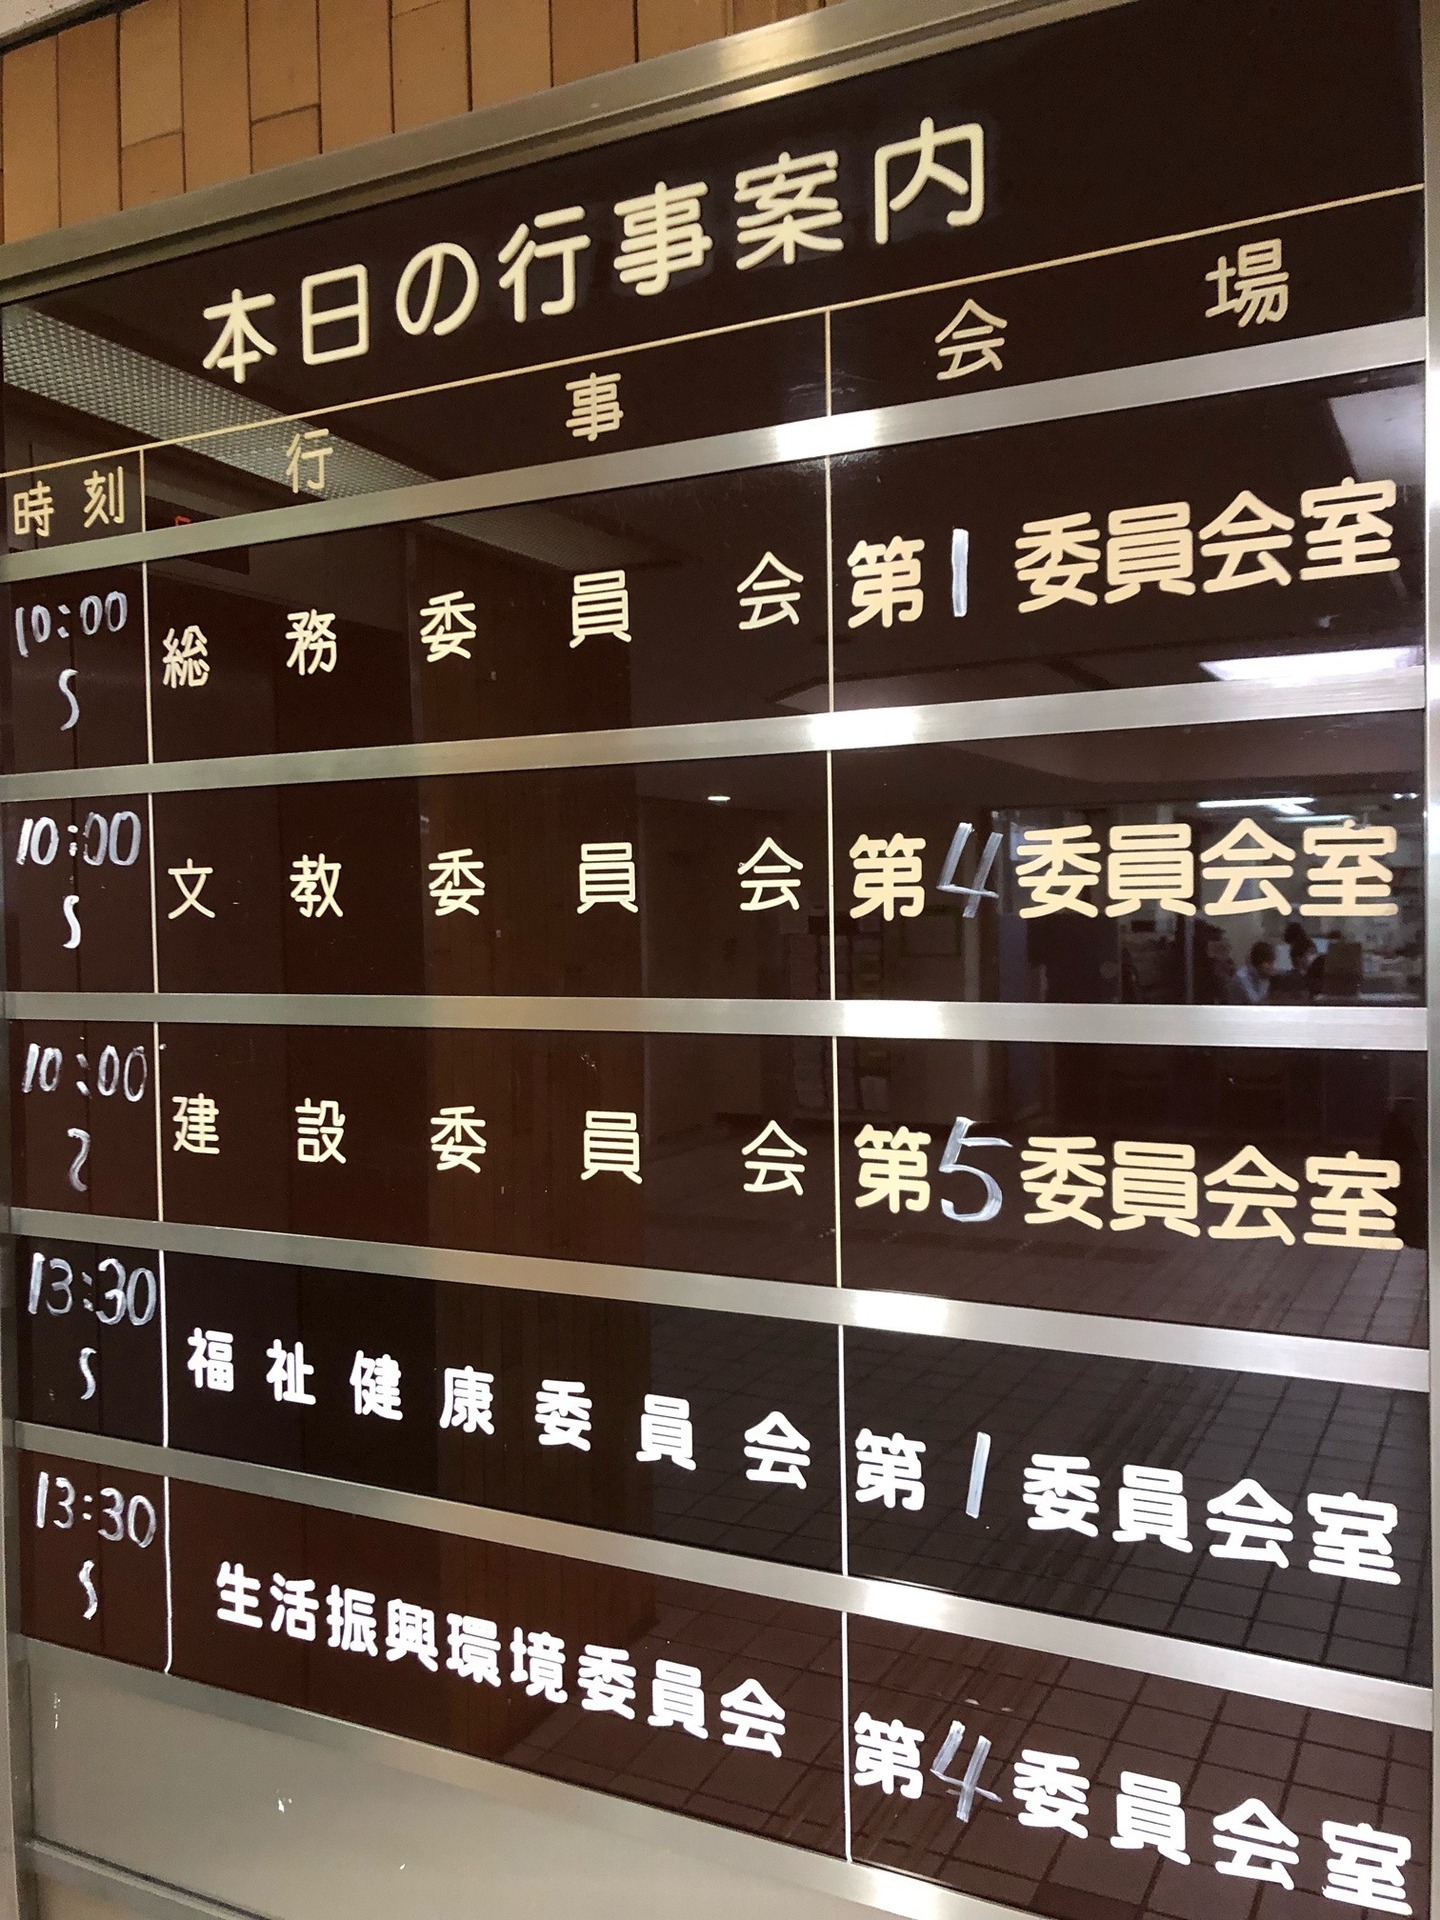 本日の行事案内
時刻 行事 会場
10:00〜 総務委員会 第1委員会室
10:00〜 文教委員会 第4委員会室
10:00〜 建設委員会 第5委員会室
13:30〜 福祉健康委員会 第1委員会室
13:30〜 生活振興環境委員会 第4委員会室